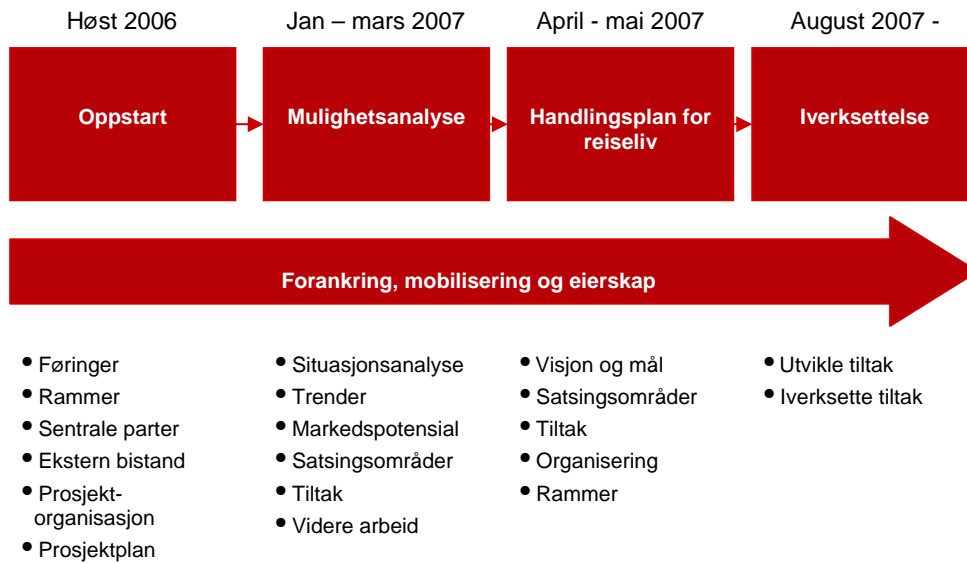 Høst 2006
Jan – mars 2007
April - mai 2007
August 2007 -
Oppstart
Mulighetsanalyse
Handlingsplan for
reiseliv
Iverksettelse
Forankring, mobilisering og eierskap
• Føringer
• Rammer
• Sentrale parter
• Ekstern bistand
• Prosjekt-
organisasjon
• Prosjektplan
• Situasjonsanalyse
• Trender
• Markedspotensial
• Satsingsområder
• Tiltak
• Videre arbeid
• Visjon og mål
• Satsingsområder
• Tiltak
• Organisering
• Rammer
• Utvikle tiltak
• Iverksette tiltak